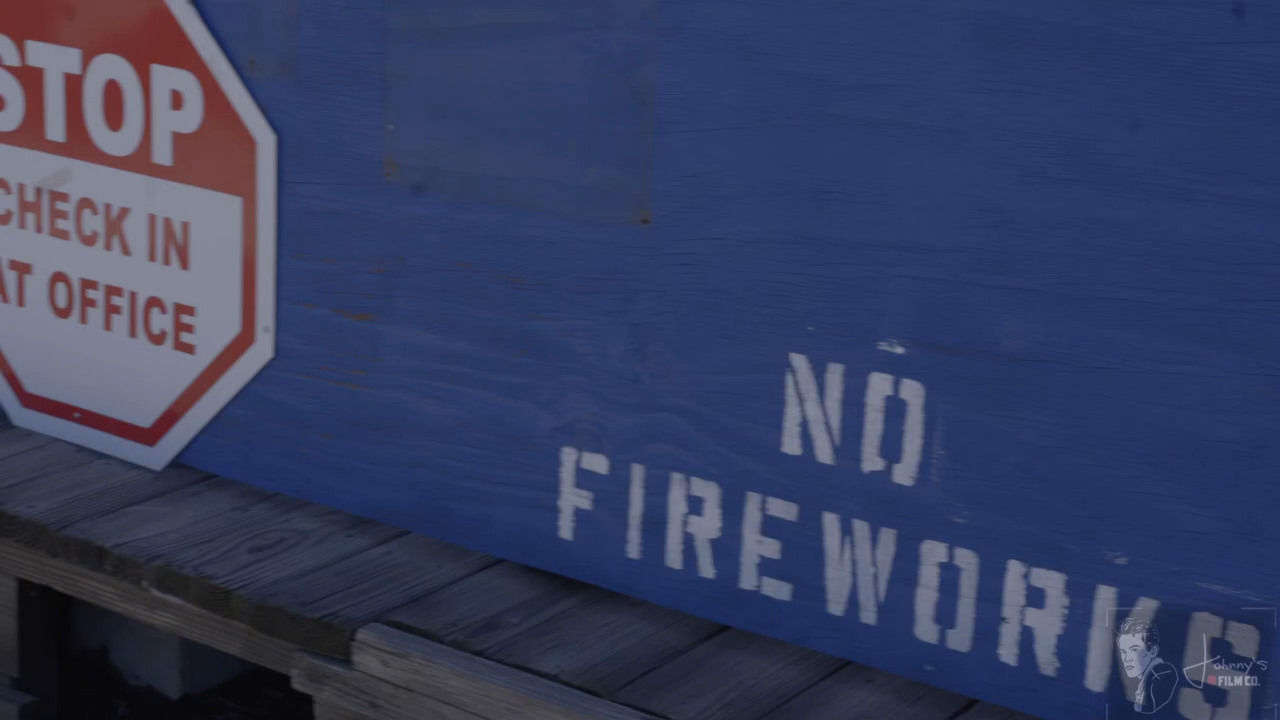 STOP
CHECK IN
AT OFFICE
NO
FIREWORKS
Johnny's
FILM CO.